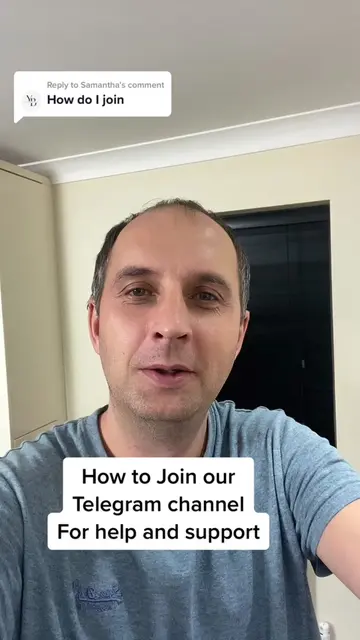 Reply to Samantha's comment
How do I join
How to Join our
Telegram channel
For help and support